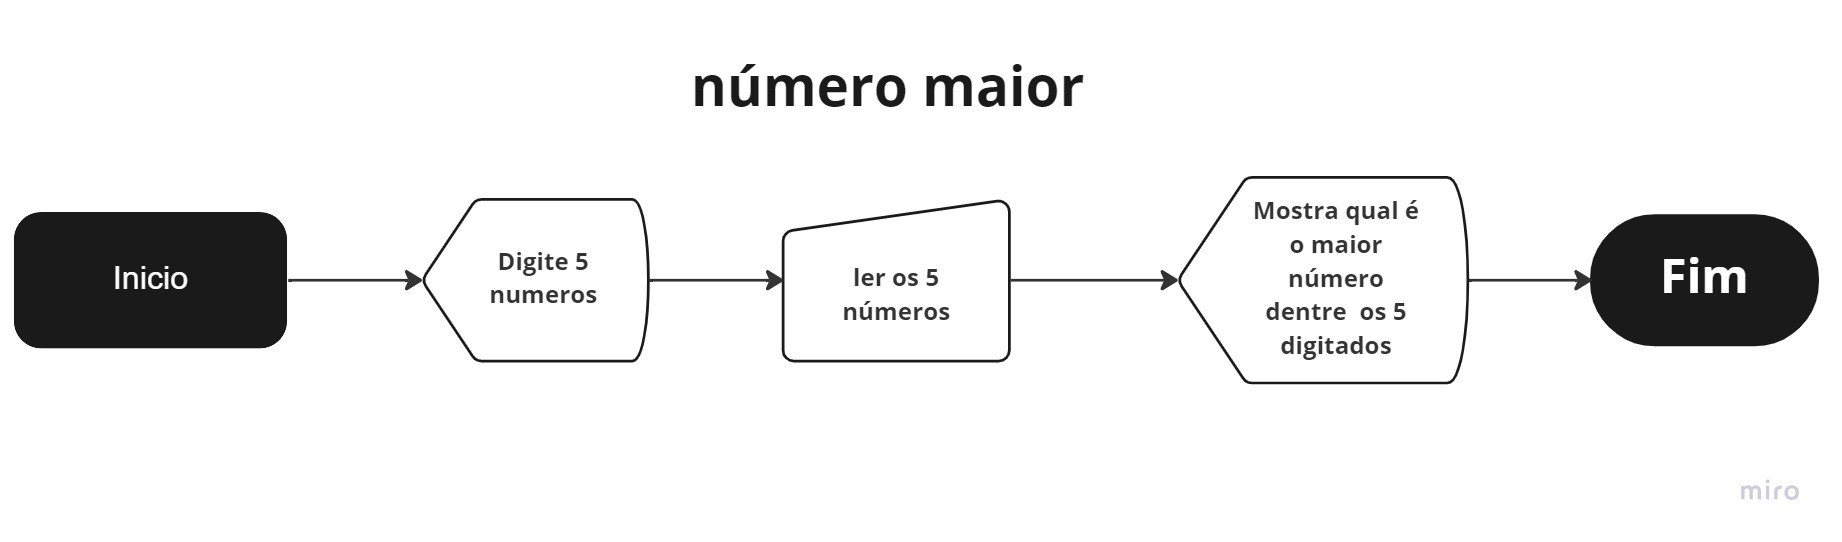 número maior
Inicio
Digite 5
numeros
ler os 5
números
Mostra qual é
o maior
número
dentre  os 5
digitados
Fim
miro